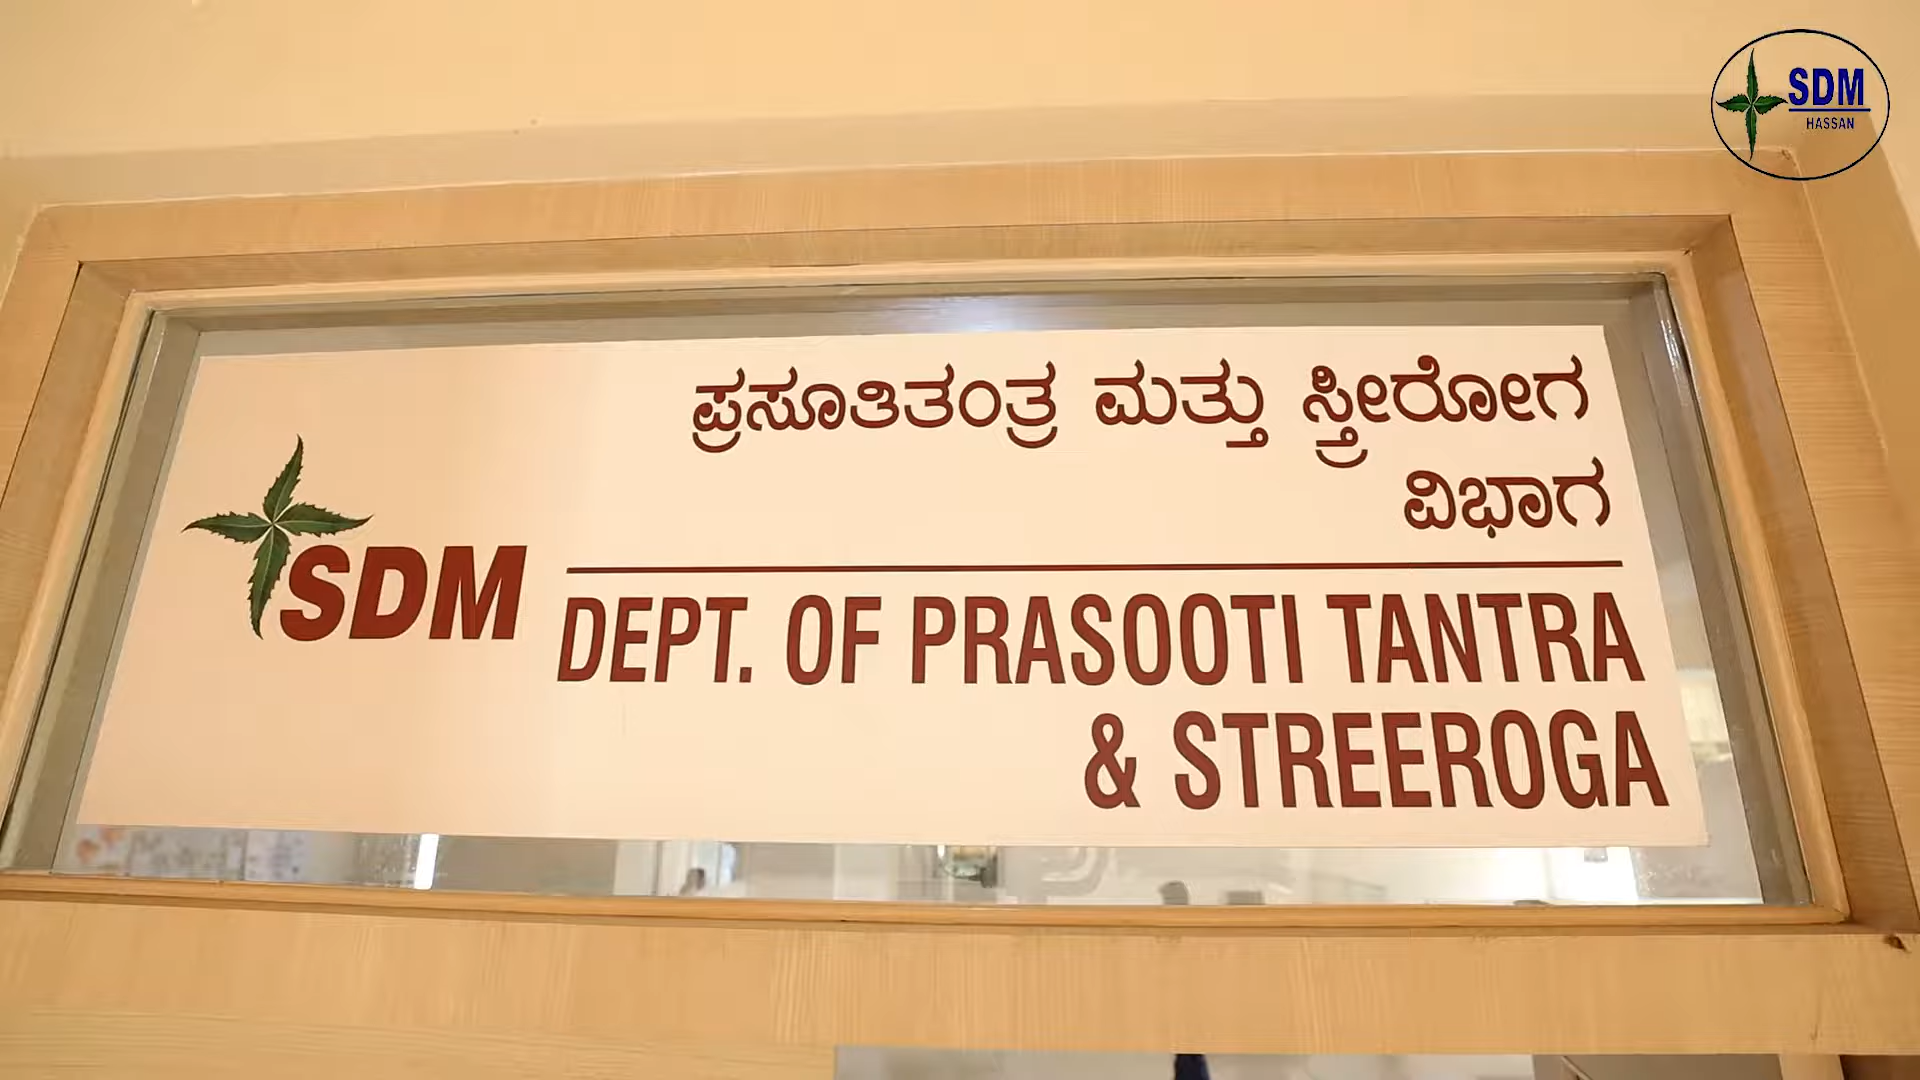 SDM
HASSAN
ಪ್ರಸೂತಿತಂತ್ರ ಮತ್ತು ಸ್ತ್ರೀರೋಗ
ವಿಭಾಗ
SDM
DEPT. OF PRASOOTI TANTRA
& STREEROGA